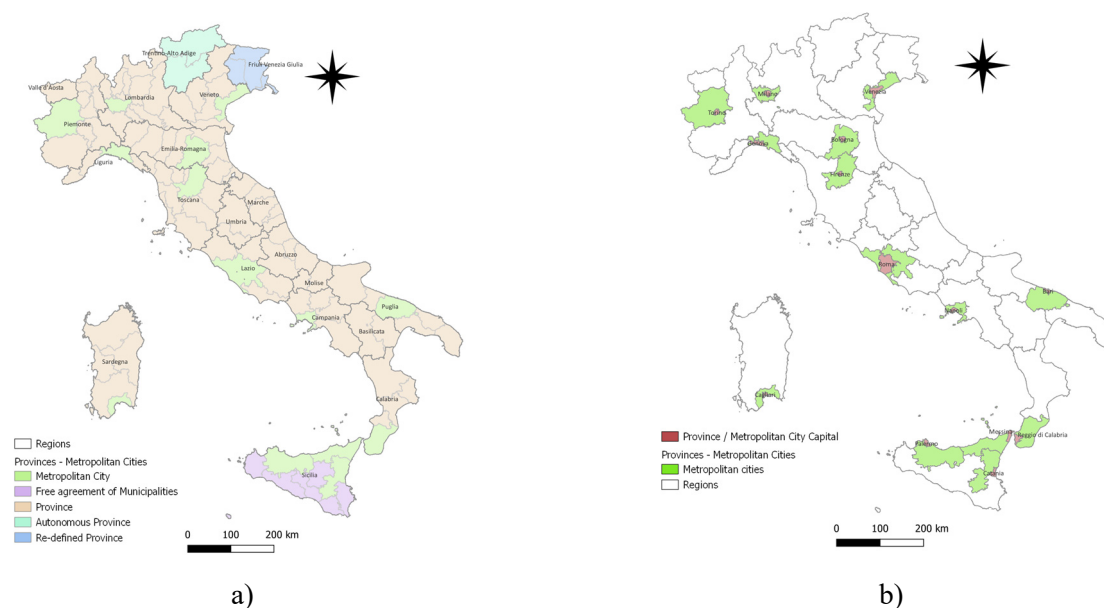 Trentino-Alto Adige
Friuli-Venezia Giulia
Valle d'Aosta
Lombardia
Veneto
Piemonte
Emilia-Romagna
Liguria
Toscana
Marche
Umbria
Abruzzo
Lazio
Molise
Puglia
Campania
Basilicata
Sardegna
Calabria
Sicilia
Regions
Provinces - Metropolitan Cities
Metropolitan City
Free agreement of Municipalities
Province
Autonomous Province
Re-defined Province
0 100 200 km
a)
Milano
Venezia
Torino
Genova
Bologna
Firenze
Roma
Bari
Napoli
Cagliari
Messina
Reggio di Calabria
Palermo
Catania
Province / Metropolitan City Capital
Provinces - Metropolitan Cities
Metropolitan cities
Regions
0 100 200 km
b)